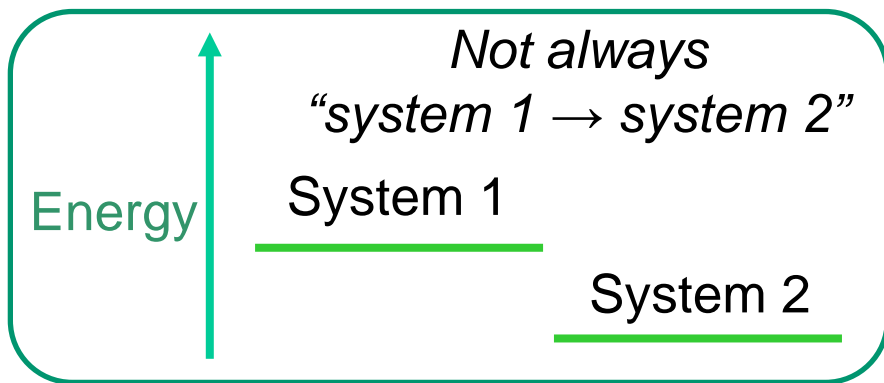 Not always
“system 1 → system 2”
System 1
Energy
System 2